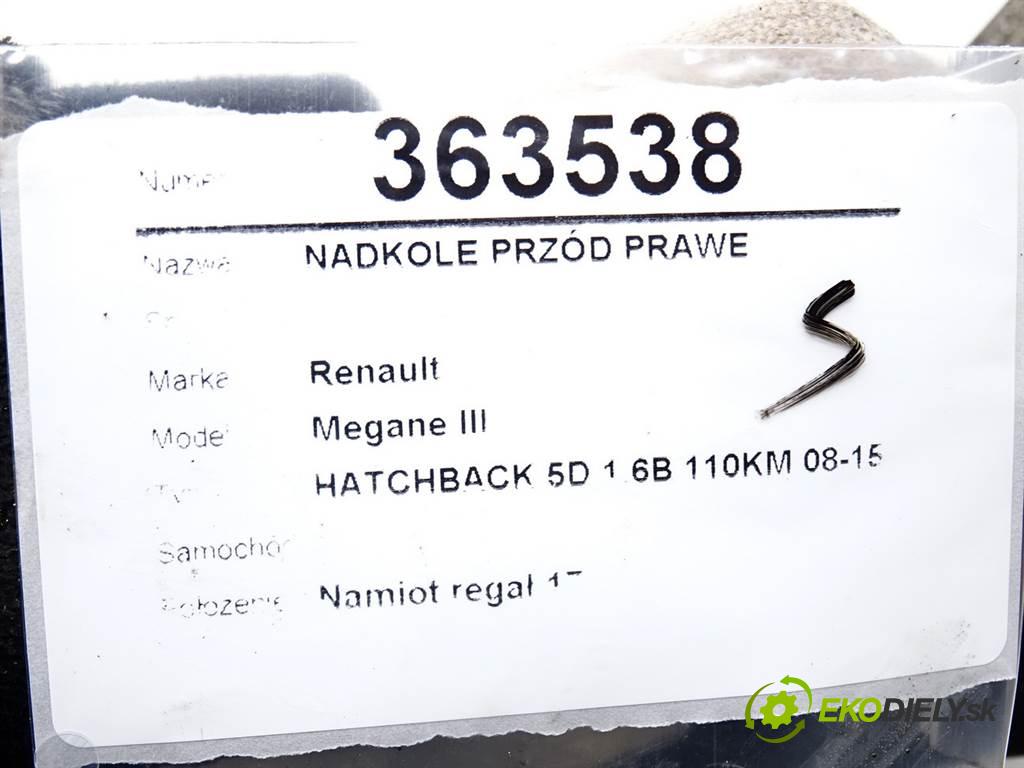 363538
NADKOLE PRZÓD PRAWE
Marka Renault
Model Megane III
HATCHBACK 5D 1.6B 110KM 08-15
Samochód
Położenie Namiot regał
S
EKODIELY.sk